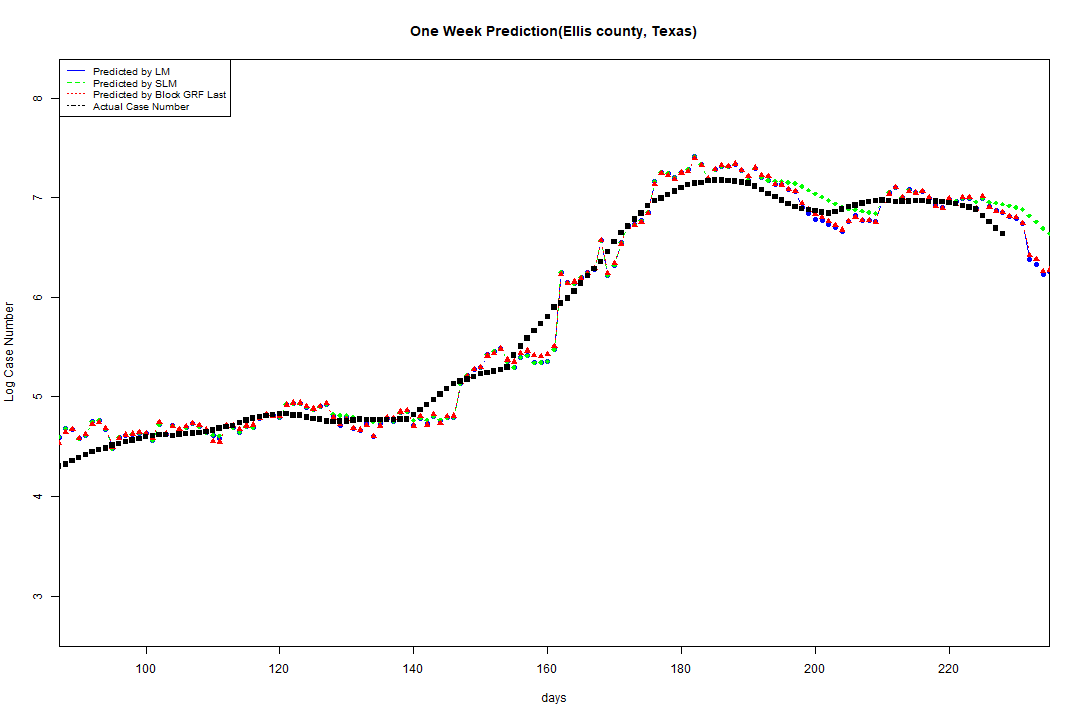 One Week Prediction(Ellis county, Texas)
Predicted by LM
Predicted by SLM
Predicted by Block GRF Last
Actual Case Number
8
7
6
5
4
3
Log Case Number
100 120 140 160 180 200 220
days